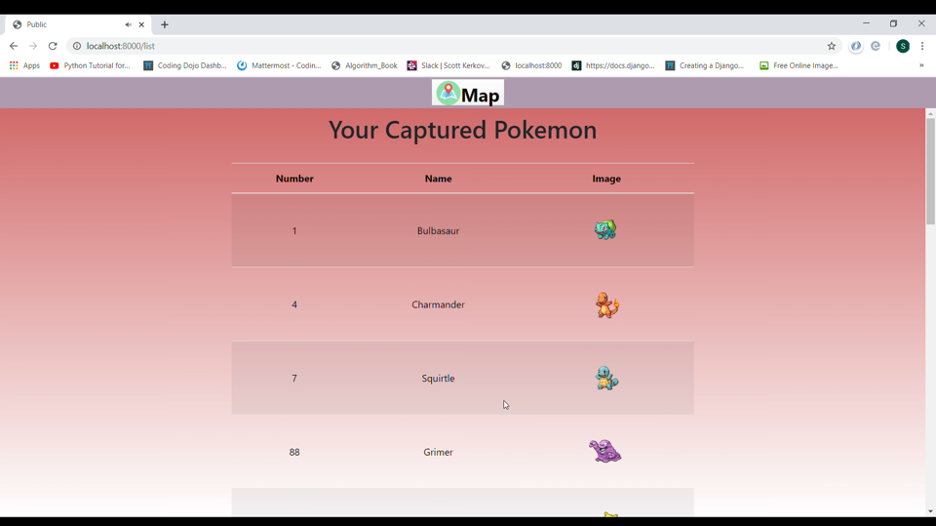 Public
localhost:8000/list
S
Apps Python Tutorial for... Coding Dojo Dashb... Mattermost - Codin... Algorithm_Book Slack | Scott Kerkov... localhost:8000 https://docs.django... Creating a Django... Free Online Image... »
Map
Your Captured Pokemon
Number Name Image
1 Bulbasaur
4 Charmander
7 Squirtle
88 Grimer